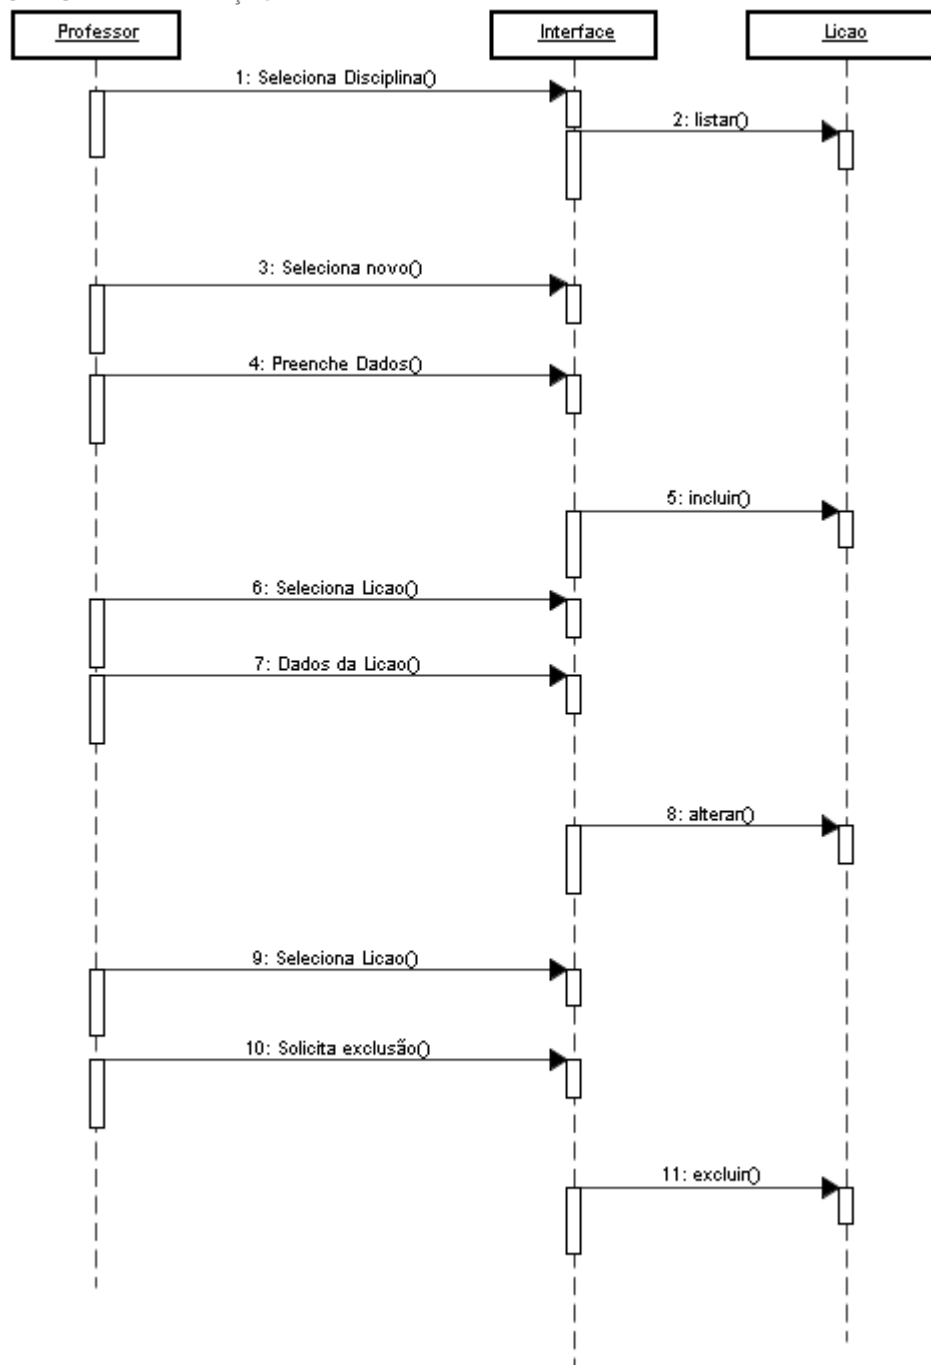 Professor
Interface
Licao
1: Seleciona Disciplina()
2: listar()
3: Seleciona novo()
4: Preenche Dados()
5: incluir()
6: Seleciona Licao()
7: Dados da Licao()
8: alterar()
9: Seleciona Licao()
10: Solicita exclusão()
11: excluir()